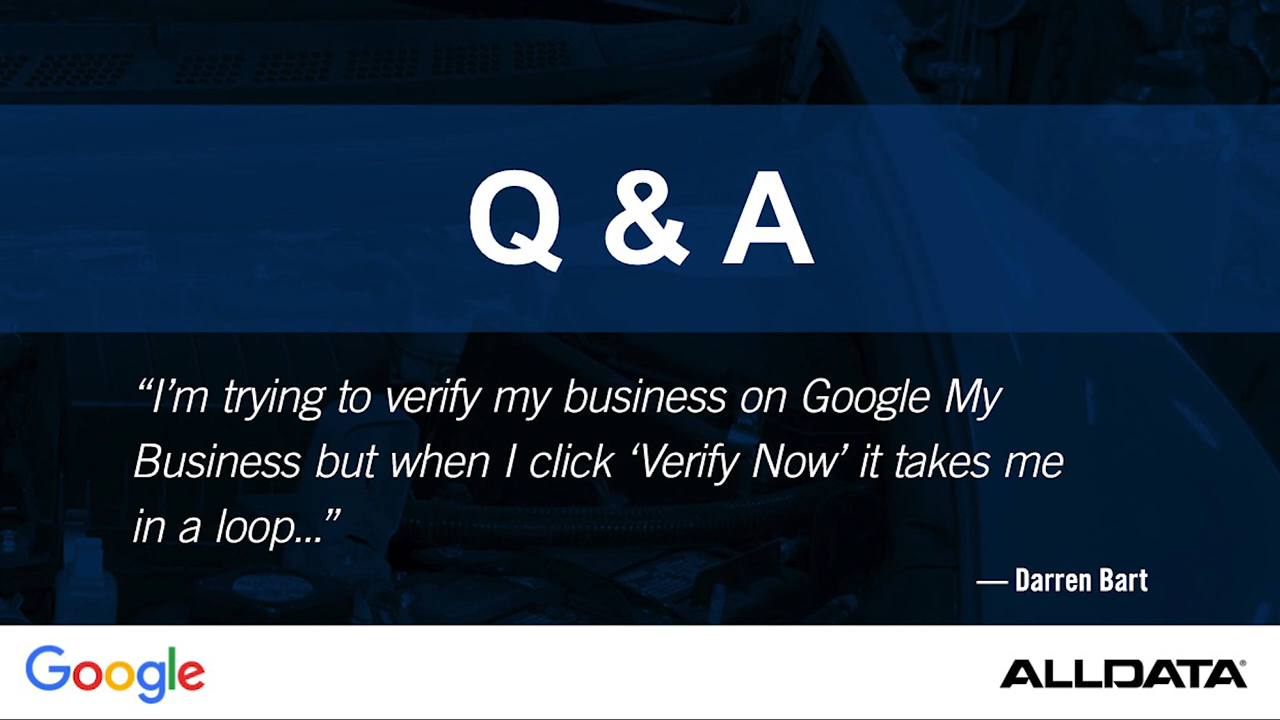 Q & A
“I’m trying to verify my business on Google My
Business but when I click ‘Verify Now’ it takes me
in a loop...”
— Darren Bart
Google
ALLDATA®